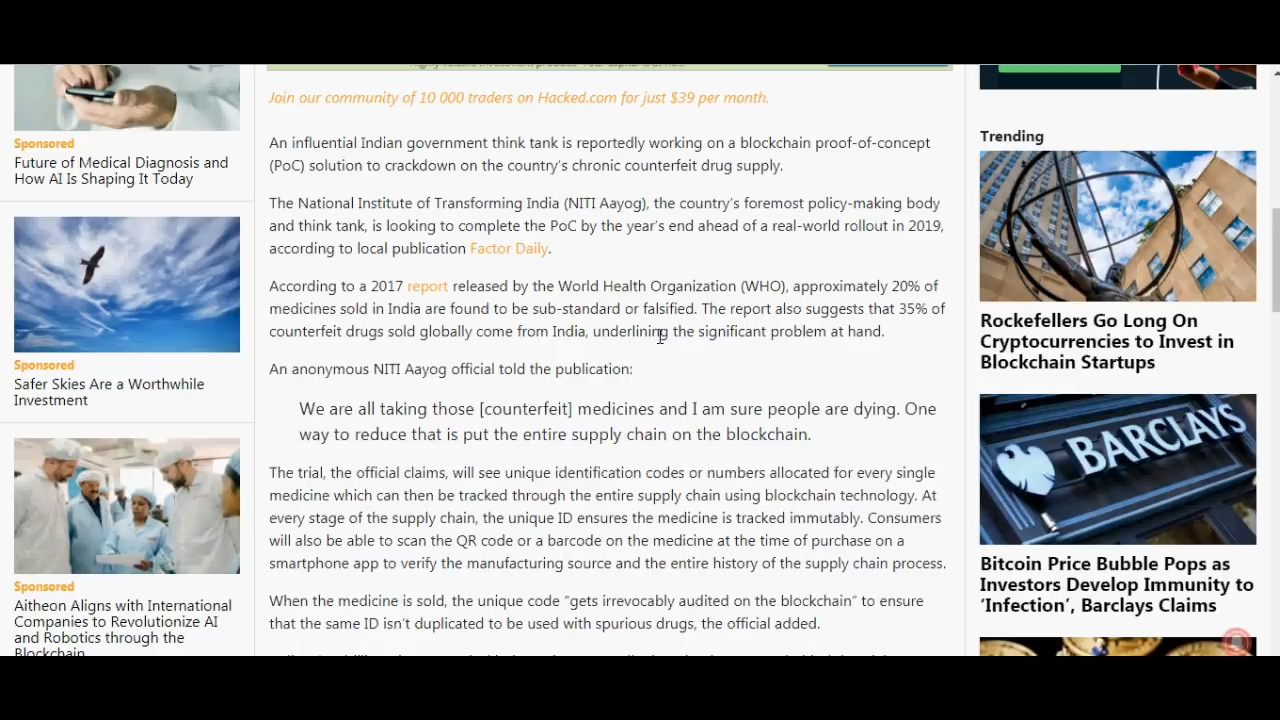 Sponsored
Future of Medical Diagnosis and
How AI Is Shaping It Today
Sponsored
Safer Skies Are a Worthwhile
Investment
Sponsored
Aitheon Aligns with International
Companies to Revolutionize AI
and Robotics through the
Blockchain
Join our community of 10 000 traders on Hacked.com for just $39 per month.
An influential Indian government think tank is reportedly working on a blockchain proof-of-concept
(PoC) solution to crackdown on the country's chronic counterfeit drug supply.
The National Institute of Transforming India (NITI Aayog), the country's foremost policy-making body
and think tank, is looking to complete the PoC by the year's end ahead of a real-world rollout in 2019,
according to local publication Factor Daily.
According to a 2017 report released by the World Health Organization (WHO), approximately 20% of
medicines sold in India are found to be sub-standard or falsified. The report also suggests that 35% of
counterfeit drugs sold globally come from India, underlining the significant problem at hand.
An anonymous NITI Aayog official told the publication:
We are all taking those [counterfeit] medicines and I am sure people are dying. One
way to reduce that is put the entire supply chain on the blockchain.
The trial, the official claims, will see unique identification codes or numbers allocated for every single
medicine which can then be tracked through the entire supply chain using blockchain technology. At
every stage of the supply chain, the unique ID ensures the medicine is tracked immutably. Consumers
will also be able to scan the QR code or a barcode on the medicine at the time of purchase on a
smartphone app to verify the manufacturing source and the entire history of the supply chain process.
When the medicine is sold, the unique code "gets irrevocably audited on the blockchain" to ensure
that the same ID isn't duplicated to be used with spurious drugs, the official added.
Trending
Rockefellers Go Long On
Cryptocurrencies to Invest in
Blockchain Startups
BARCLAYS
Bitcoin Price Bubble Pops as
Investors Develop Immunity to
'Infection', Barclays Claims